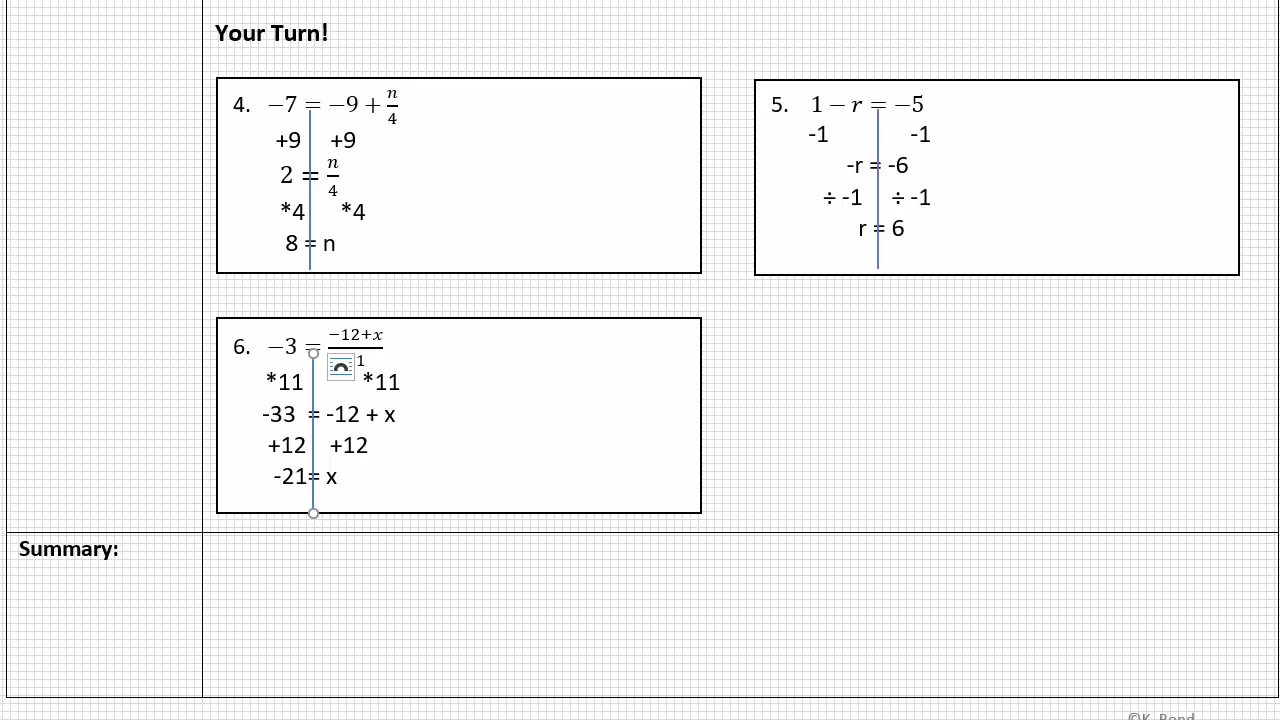 Your Turn!
4. −7 = −9 + n/4
+9 +9
2 = n/4
*4 *4
8 = n
5. 1 − r = −5
-1 -1
-r = -6
÷ -1 ÷ -1
r = 6
6. −3 = −12+x
1
*11 *11
-33 = -12 + x
+12 +12
-21= x
Summary: